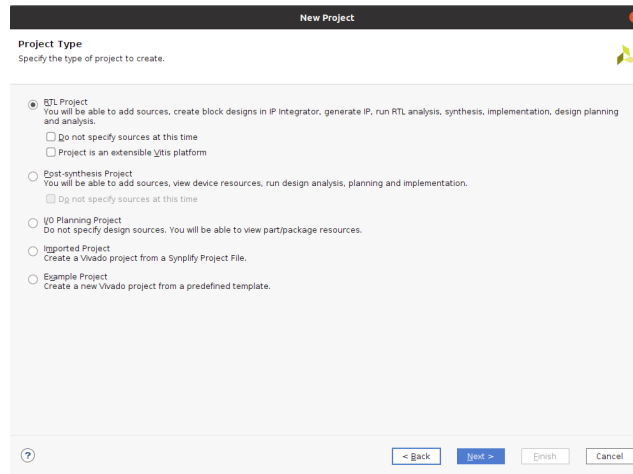 New Project
Project Type
Specify the type of project to create.
RTL Project
You will be able to add sources, create block designs in IP Integrator, generate IP, run RTL analysis, synthesis, implementation, design planning
and analysis.
Do not specify sources at this time
Project is an extensible Vitis platform
Post-synthesis Project
You will be able to add sources, view device resources, run design analysis, planning and implementation.
Do not specify sources at this time
I/O Planning Project
Do not specify design sources. You will be able to view part/package resources.
Imported Project
Create a Vivado project from a Synplify Project File.
Example Project
Create a new Vivado project from a predefined template.
? < Back Next > Finish Cancel